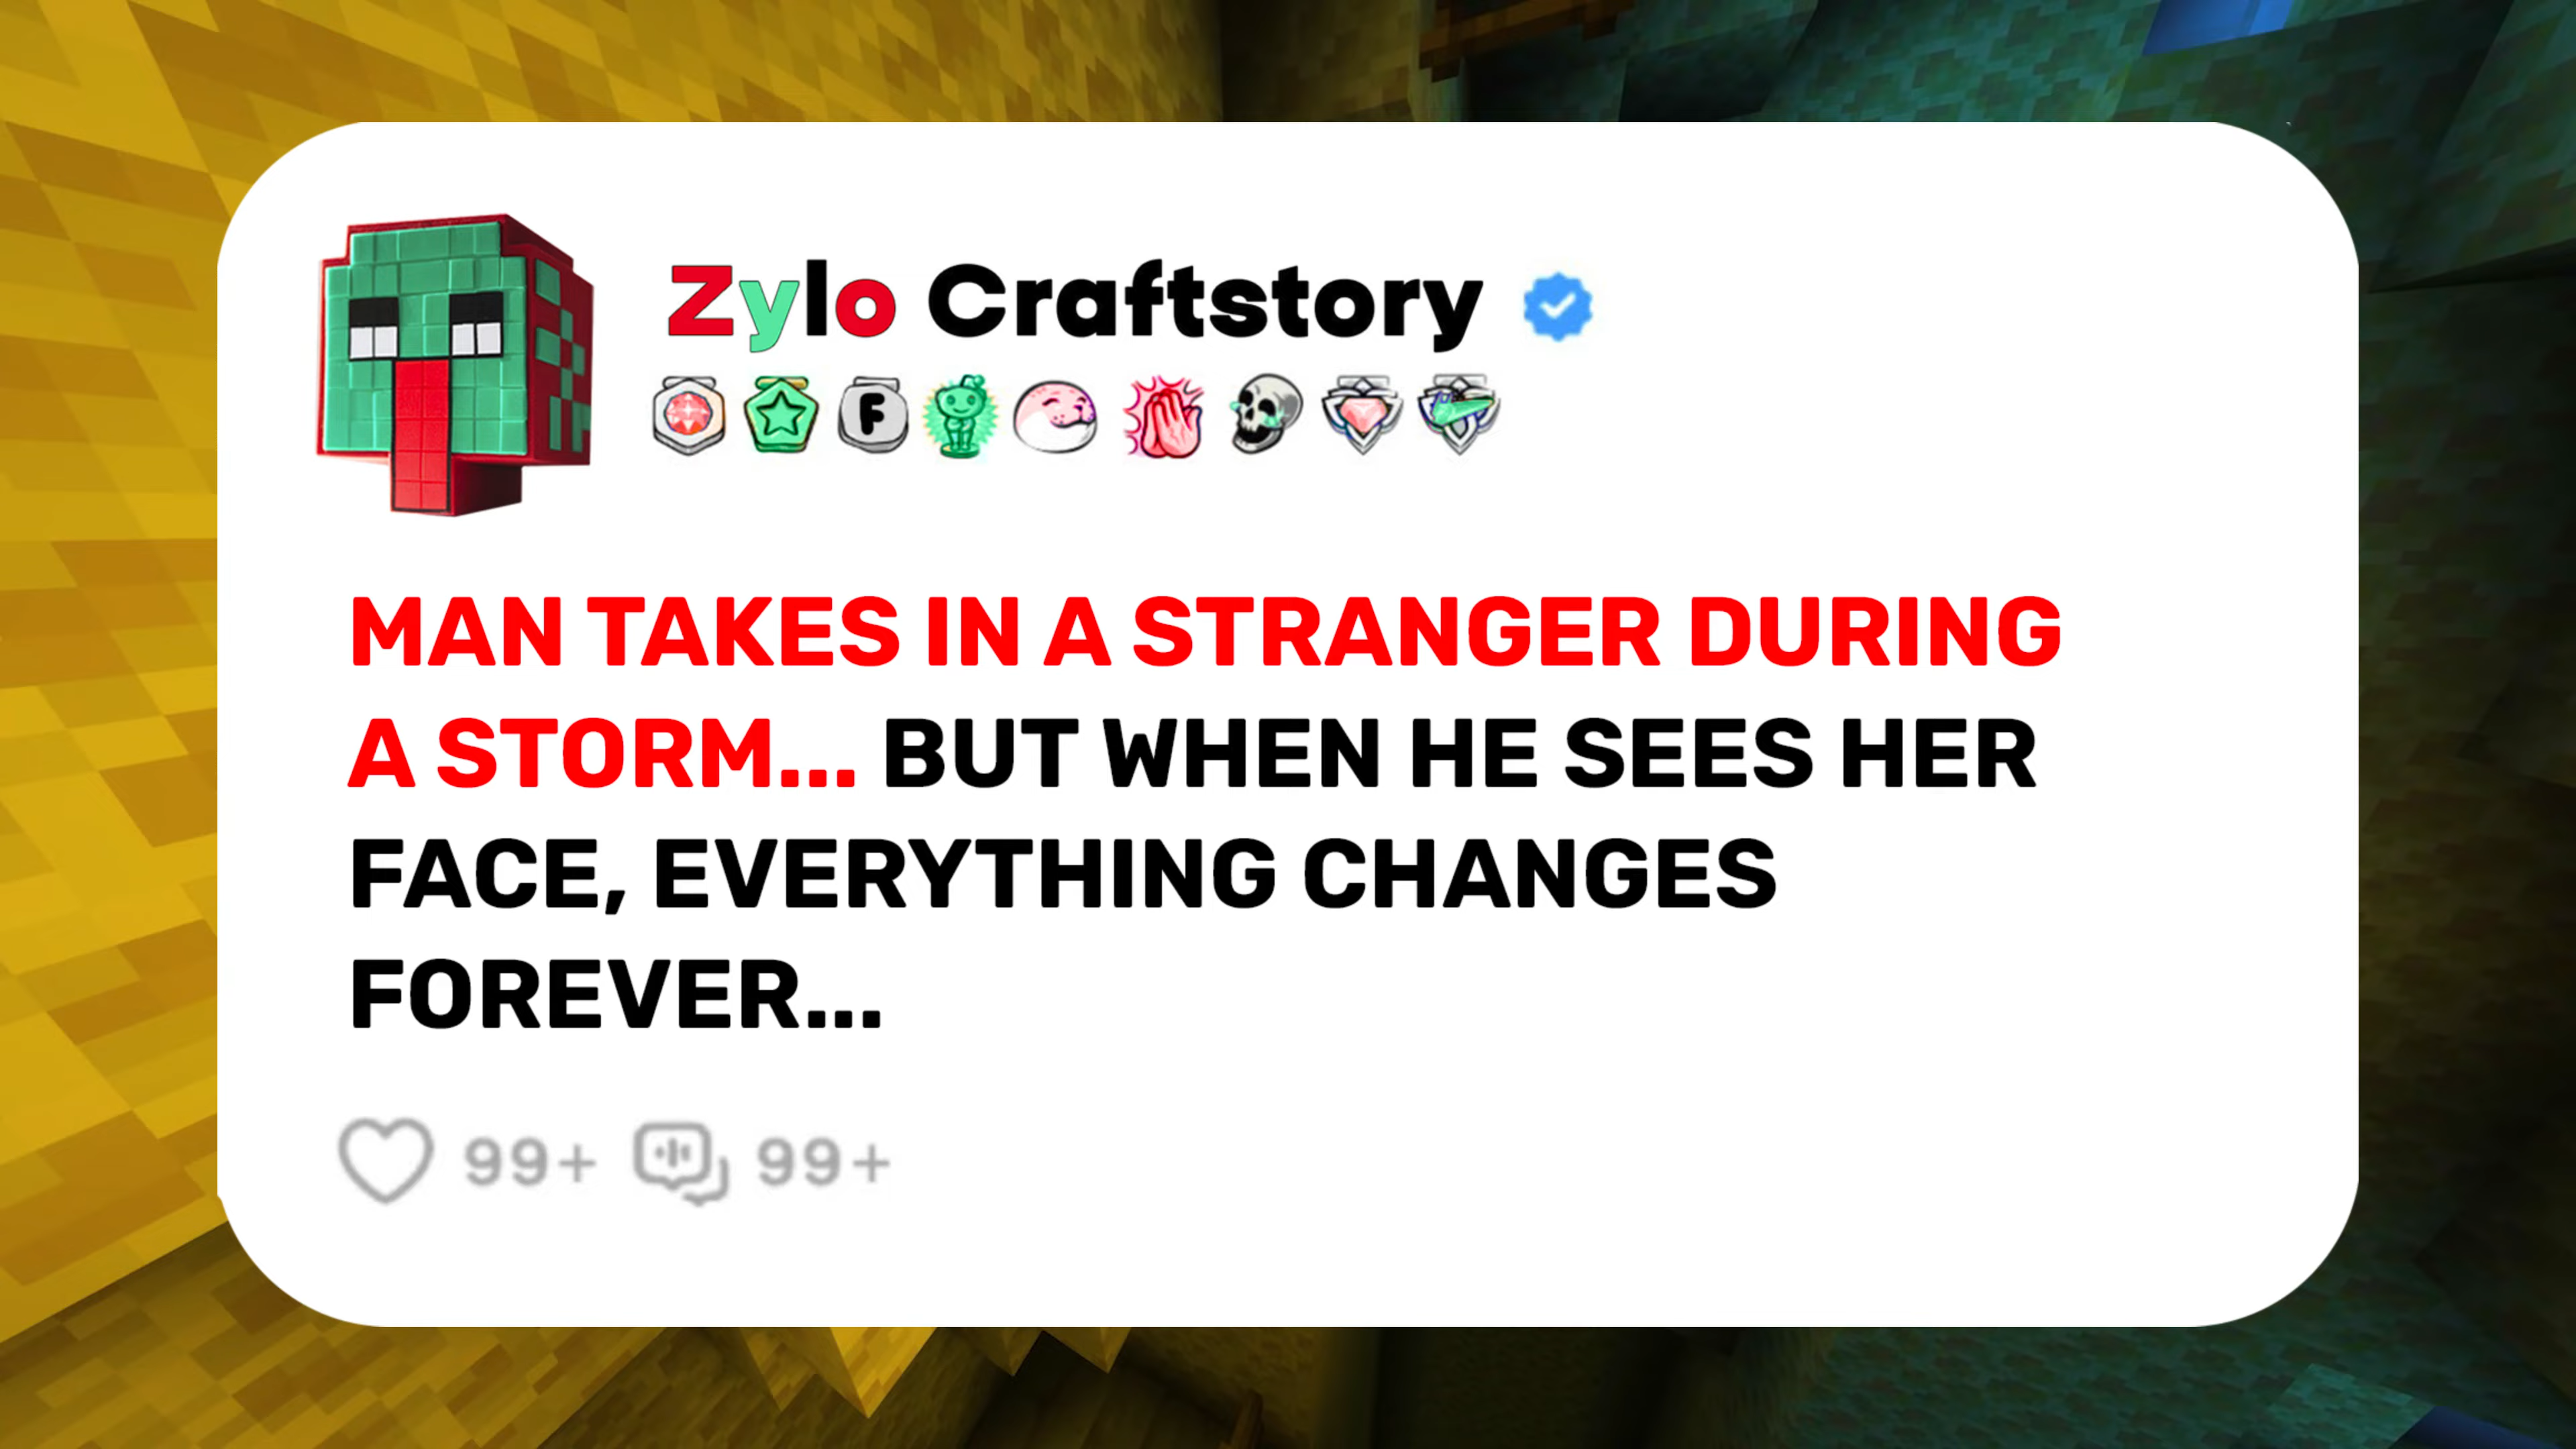 Zylo Craftstory
F
MAN TAKES IN A STRANGER DURING
A STORM... BUT WHEN HE SEES HER
FACE, EVERYTHING CHANGES
FOREVER...
99+ 99+